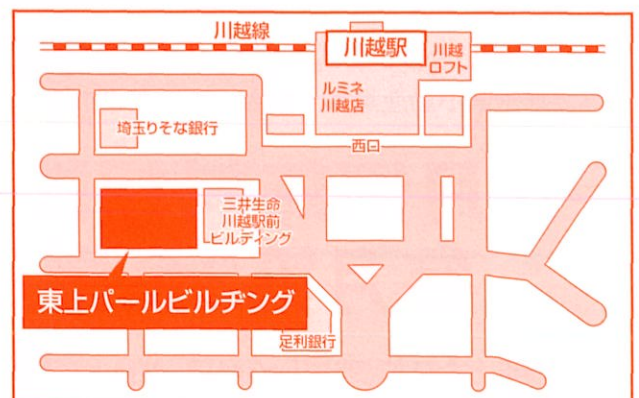 川越線
川越駅
川越
ロフト
ルミネ
川越店
埼玉りそな銀行
西口
三井生命
川越駅前
ビルディング
東上パールビルヂング
足利銀行